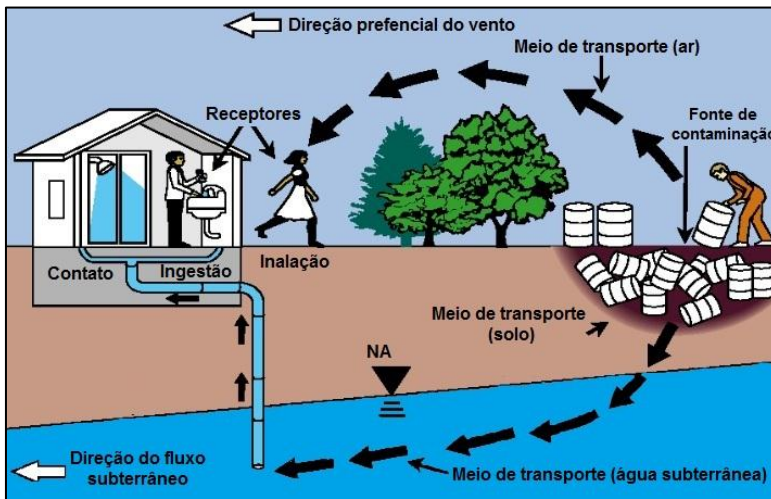 Direção prefencial do vento
Meio de transporte (ar)
Receptores
Fonte de
contaminação
Contato
Ingestão
Inalação
Meio de transporte
(solo)
NA
Direção do fluxo
subterrâneo
Meio de transporte (água subterrânea)